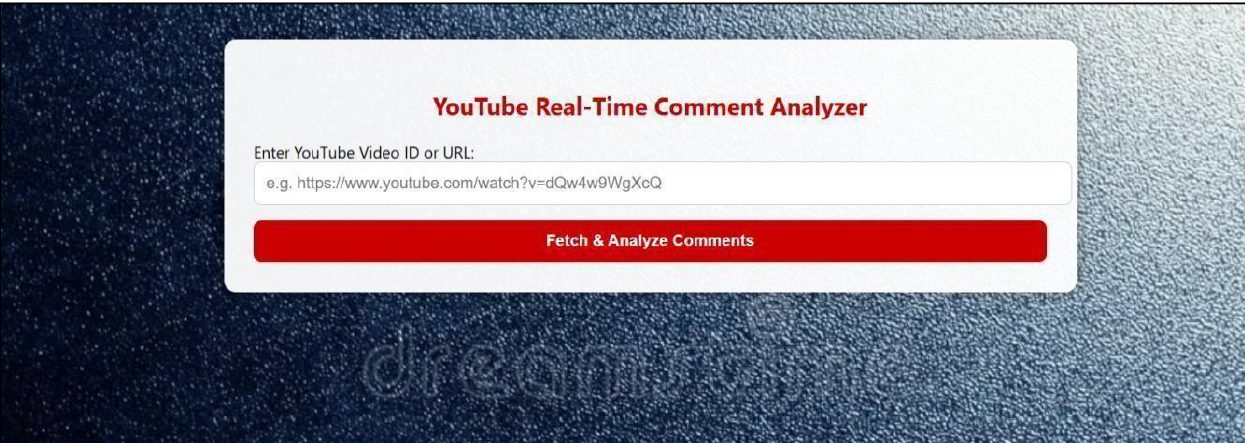 YouTube Real-Time Comment Analyzer
Enter YouTube Video ID or URL:
e.g. https://www.youtube.com/watch?v=dQw4w9WgXcQ
Fetch & Analyze Comments
dreamstime